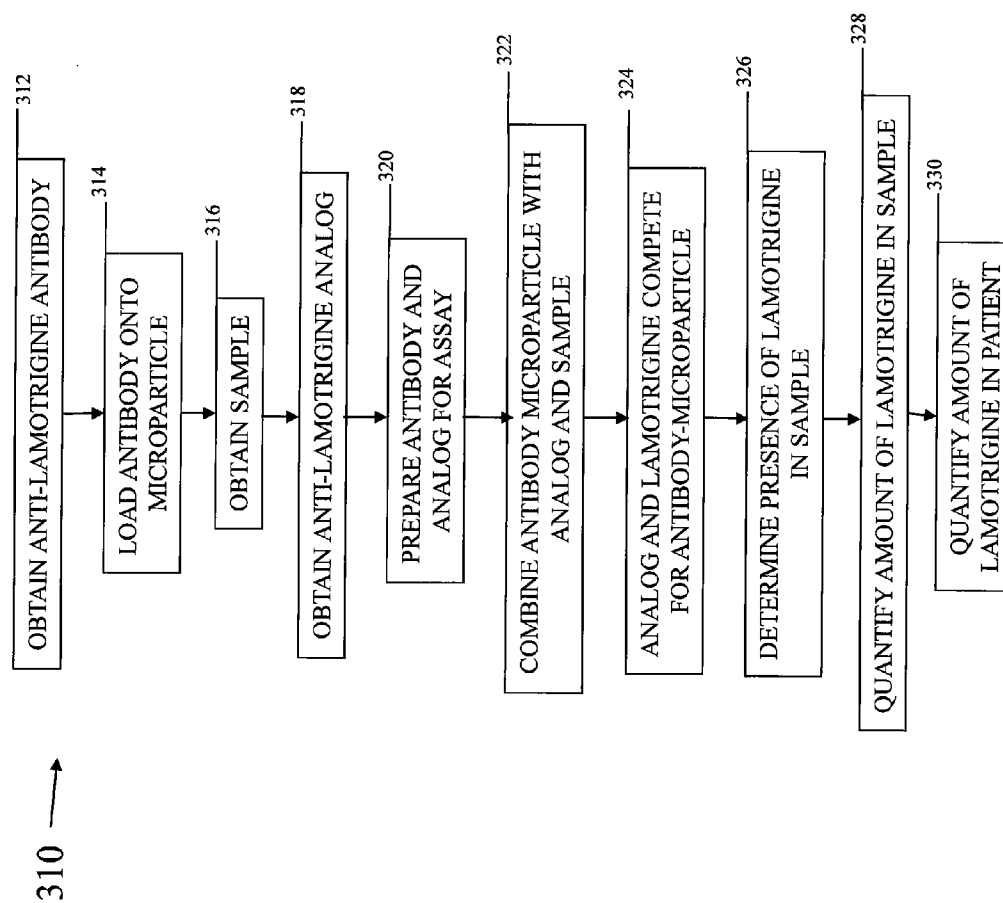 310
OBTAIN ANTI-LAMOTRIGINE ANTIBODY
312
LOAD ANTIBODY ONTO
MICROPARTICLE
314
OBTAIN SAMPLE
316
OBTAIN ANTI-LAMOTRIGINE ANALOG
318
PREPARE ANTIBODY AND
ANALOG FOR ASSAY
320
COMBINE ANTIBODY MICROPARTICLE WITH
ANALOG AND SAMPLE
322
ANALOG AND LAMOTRIGINE COMPETE
FOR ANTIBODY-MICROPARTICLE
324
DETERMINE PRESENCE OF LAMOTRIGINE
IN SAMPLE
326
QUANTIFY AMOUNT OF LAMOTRIGINE IN SAMPLE
328
QUANTIFY AMOUNT OF
LAMOTRIGINE IN PATIENT
330